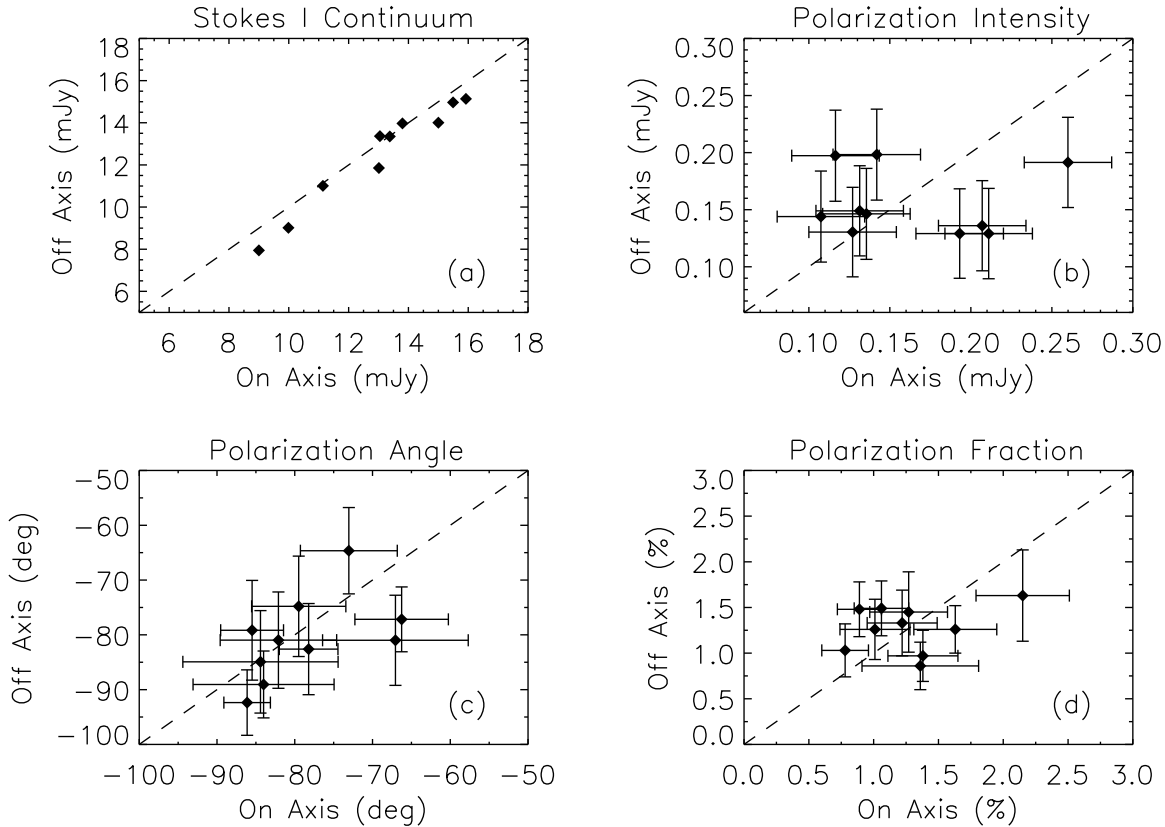 Stokes I Continuum
18
16
14
12
10
8
6
Off Axis (mJy)
(a)
6 8 10 12 14 16 18
On Axis (mJy)
Polarization Intensity
0.30
0.25
0.20
0.15
0.10
Off Axis (mJy)
(b)
0.10 0.15 0.20 0.25 0.30
On Axis (mJy)
Polarization Angle
−50
−60
−70
−80
−90
−100
Off Axis (deg)
(c)
−100 −90 −80 −70 −60 −50
On Axis (deg)
Polarization Fraction
3.0
2.5
2.0
1.5
1.0
0.5
0.0
Off Axis (%)
(d)
0.0 0.5 1.0 1.5 2.0 2.5 3.0
On Axis (%)